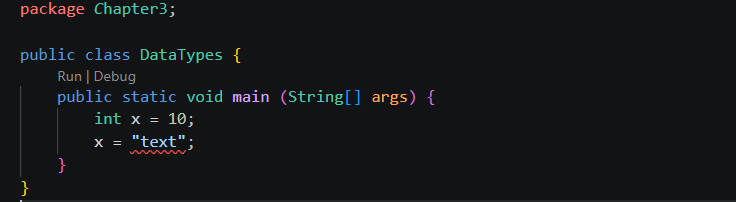 package Chapter3;
public class DataTypes {
Run | Debug
public static void main (String[] args) {
int x = 10;
x = "text";
}
}